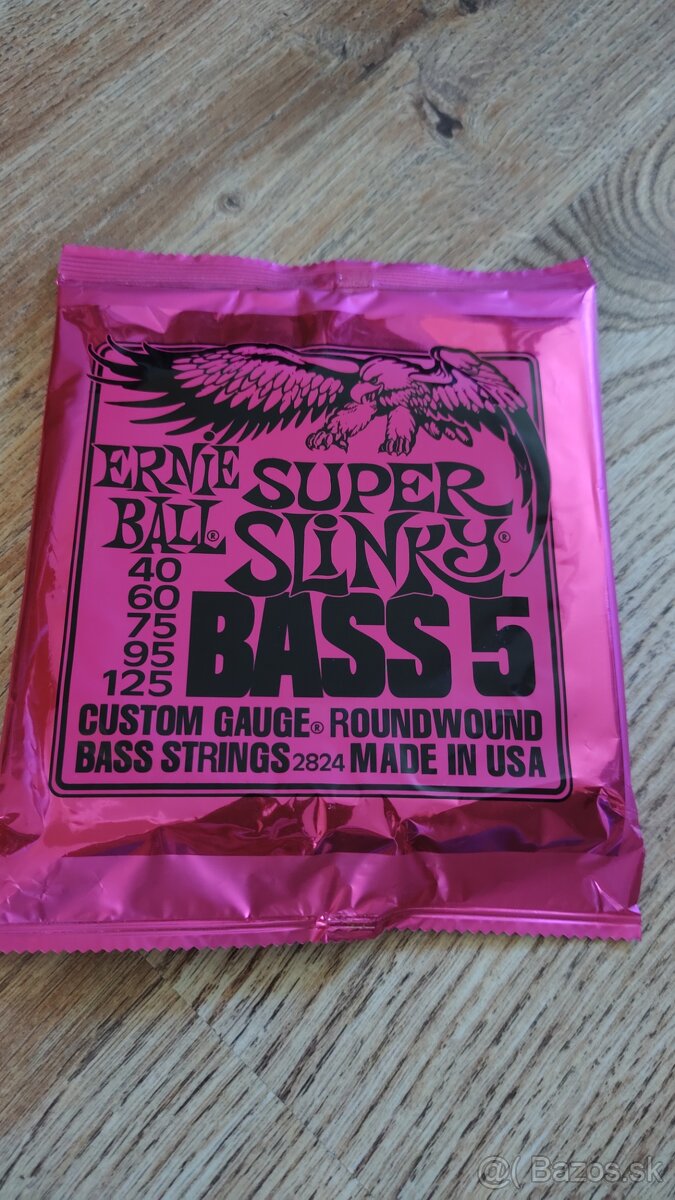 ERNiE BALL® SUPER SLiNKY®
40
60
75
95
125
BASS 5
CUSTOM GAUGE® ROUNDWOUND
BASS STRINGS 2824 MADE IN USA
@( Bazos.sk